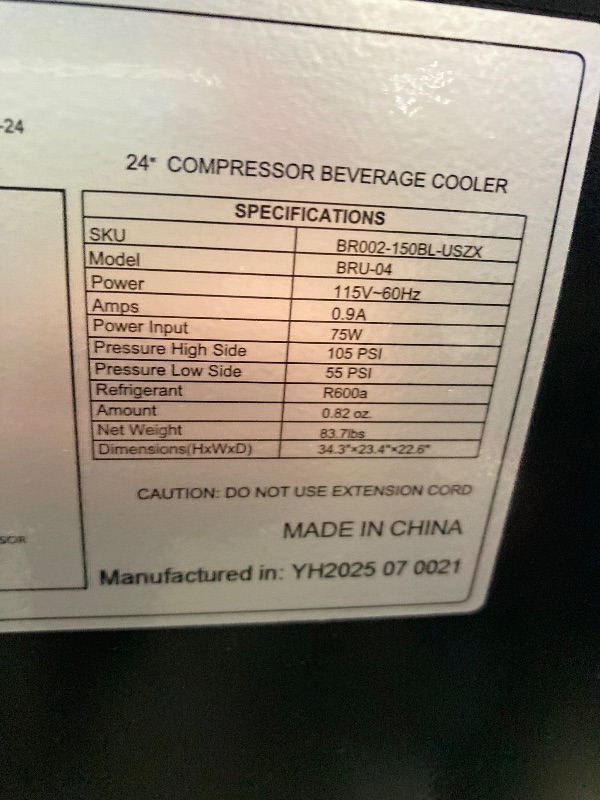 -24
24" COMPRESSOR BEVERAGE COOLER
SPECIFICATIONS
SKU BR002-150BL-USZX
Model BRU-04
Power 115V~60Hz
Amps 0.9A
Power Input 75W
Pressure High Side 105 PSI
Pressure Low Side 55 PSI
Refrigerant R600a
Amount 0.82 oz.
Net Weight 83.7lbs
Dimensions(HxWxD) 34.3"×23.4"×22.6"
CAUTION: DO NOT USE EXTENSION CORD
SOR
MADE IN CHINA
Manufactured in: YH2025 07 0021